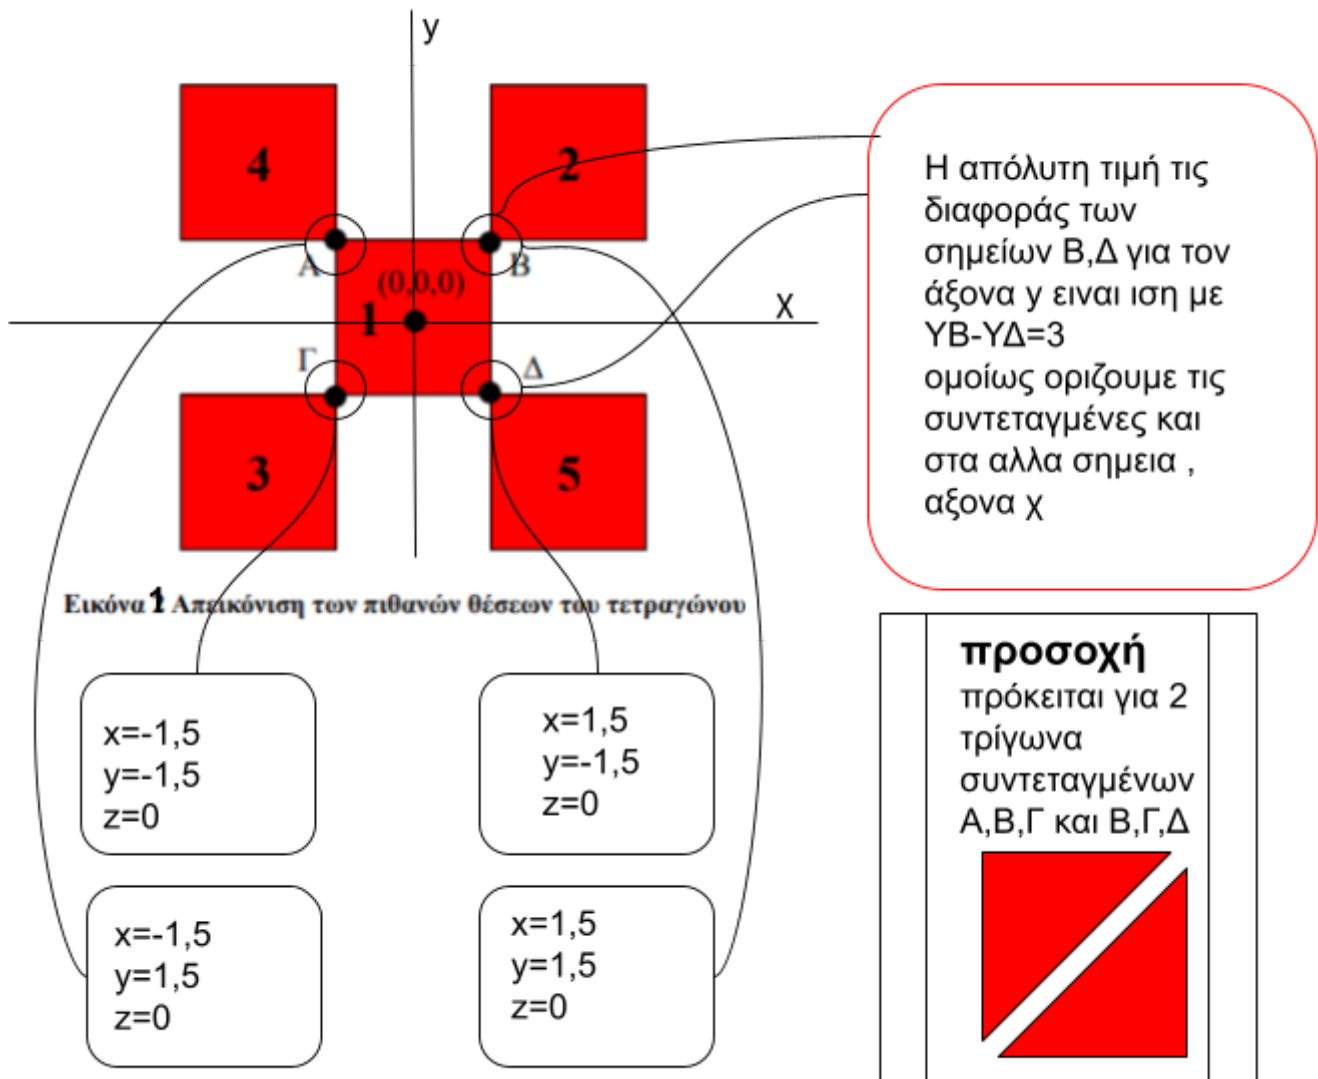 y
4
2
A
B
(0,0,0)
1
X
Γ
Δ
3
5
Η απόλυτη τιμή τις
διαφοράς των
σημείων Β,Δ για τον
άξονα y ειναι ιση με
ΥΒ-ΥΔ=3
ομοίως οριζουμε τις
συντεταγμένες και
στα αλλα σημεια ,
αξονα χ
Εικόνα 1 Απεικόνιση των πιθανών θέσεων του τετραγώνου
x=-1,5
y=-1,5
z=0
x=1,5
y=-1,5
z=0
x=-1,5
y=1,5
z=0
x=1,5
y=1,5
z=0
προσοχή
πρόκειται για 2
τρίγωνα
συντεταγμένων
Α,Β,Γ και Β,Γ,Δ